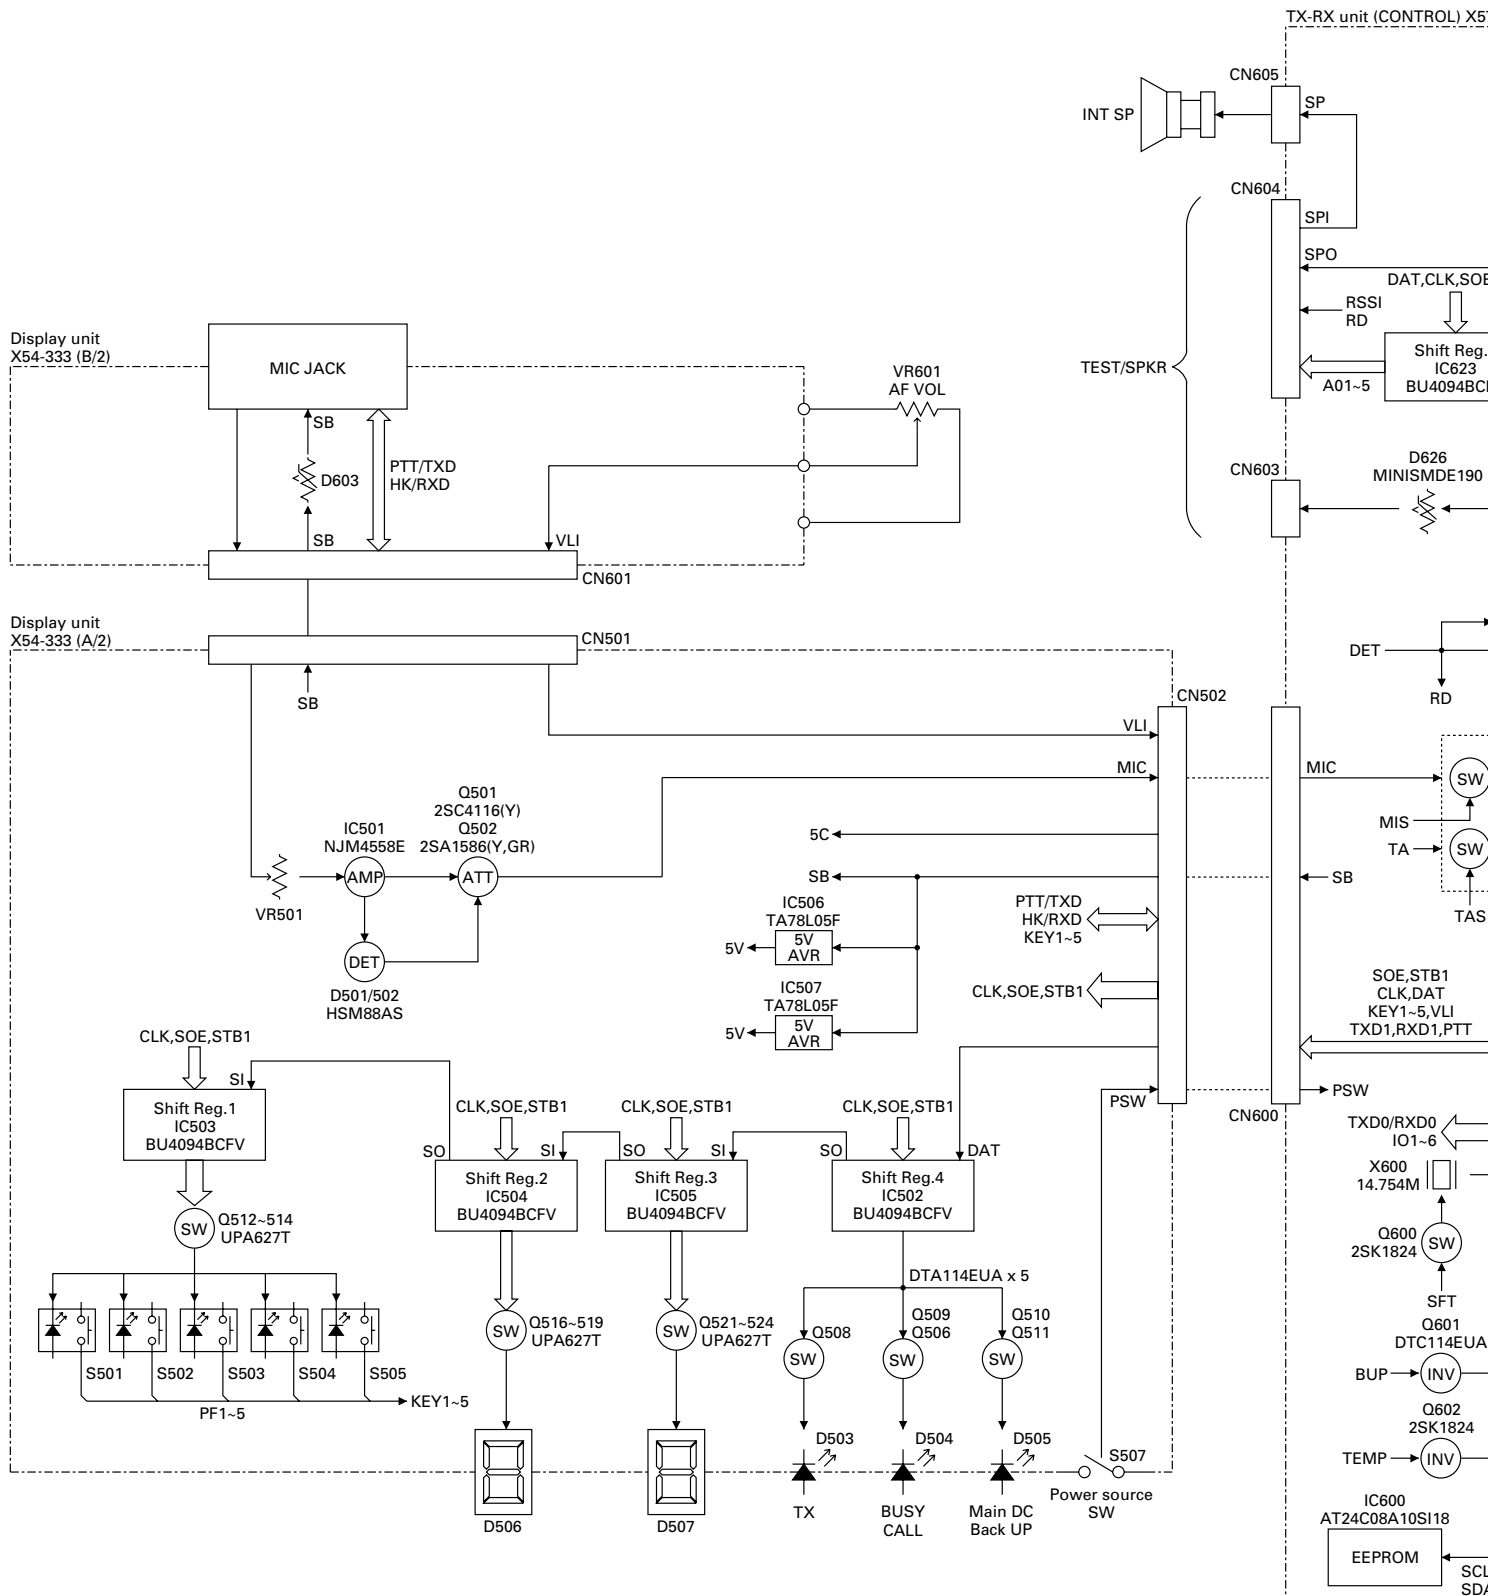 TX-RX unit (CONTROL)
CN605
SP
INT SP
CN604
SPI
SPO
DAT,CLK,SOE
RSSI
RD
Shift Reg.
IC623
A01~5
TEST/SPKR
D626
MINISMDE190
CN603
Display unit
X54-333 (B/2)
MIC JACK
VR601
AF VOL
SB
D603
PTT/TXD
HK/RXD
SB
VLI
CN601
Display unit
X54-333 (A/2)
CN501
SB
DET
RD
CN502
VLI
MIC
MIC
SW
MIS
TA
SW
TAS
Q501
2SC4116(Y)
Q502
2SA1586(Y,GR)
IC501
NJM4558E
AMP
ATT
VR501
DET
D501/502
HSM88AS
5C
SB
SB
IC506
TA78L05F
5V
5V
AVR
PTT/TXD
HK/RXD
KEY1~5
IC507
TA78L05F
5V
5V
AVR
CLK,SOE,STB1
SOE,STB1
CLK,DAT
KEY1~5,VLI
TXD1,RXD1,PTT
PSW
PSW
CN600
CLK,SOE,STB1
SI
Shift Reg.1
IC503
BU4094BCFV
CLK,SOE,STB1
CLK,SOE,STB1
CLK,SOE,STB1
SO
SI
SO
SI
SO
DAT
Shift Reg.2
IC504
BU4094BCFV
Shift Reg.3
IC505
BU4094BCFV
Shift Reg.4
IC502
BU4094BCFV
TXD0/RXD0
IO1~6
X600
14.754M
Q600
2SK1824
SW
SFT
SW
Q512~514
UPA627T
DTA114EUA x 5
S501
S502
S503
S504
S505
PF1~5
KEY1~5
SW
Q516~519
UPA627T
SW
Q521~524
UPA627T
Q508
SW
Q509
Q506
SW
Q510
Q511
SW
Q601
DTC114EUA
BUP
INV
Q602
2SK1824
TEMP
INV
D503
D504
D505
S507
D506
D507
TX
BUSY
CALL
Main DC
Back UP
Power source
SW
IC600
AT24C08A10SI18
EEPROM